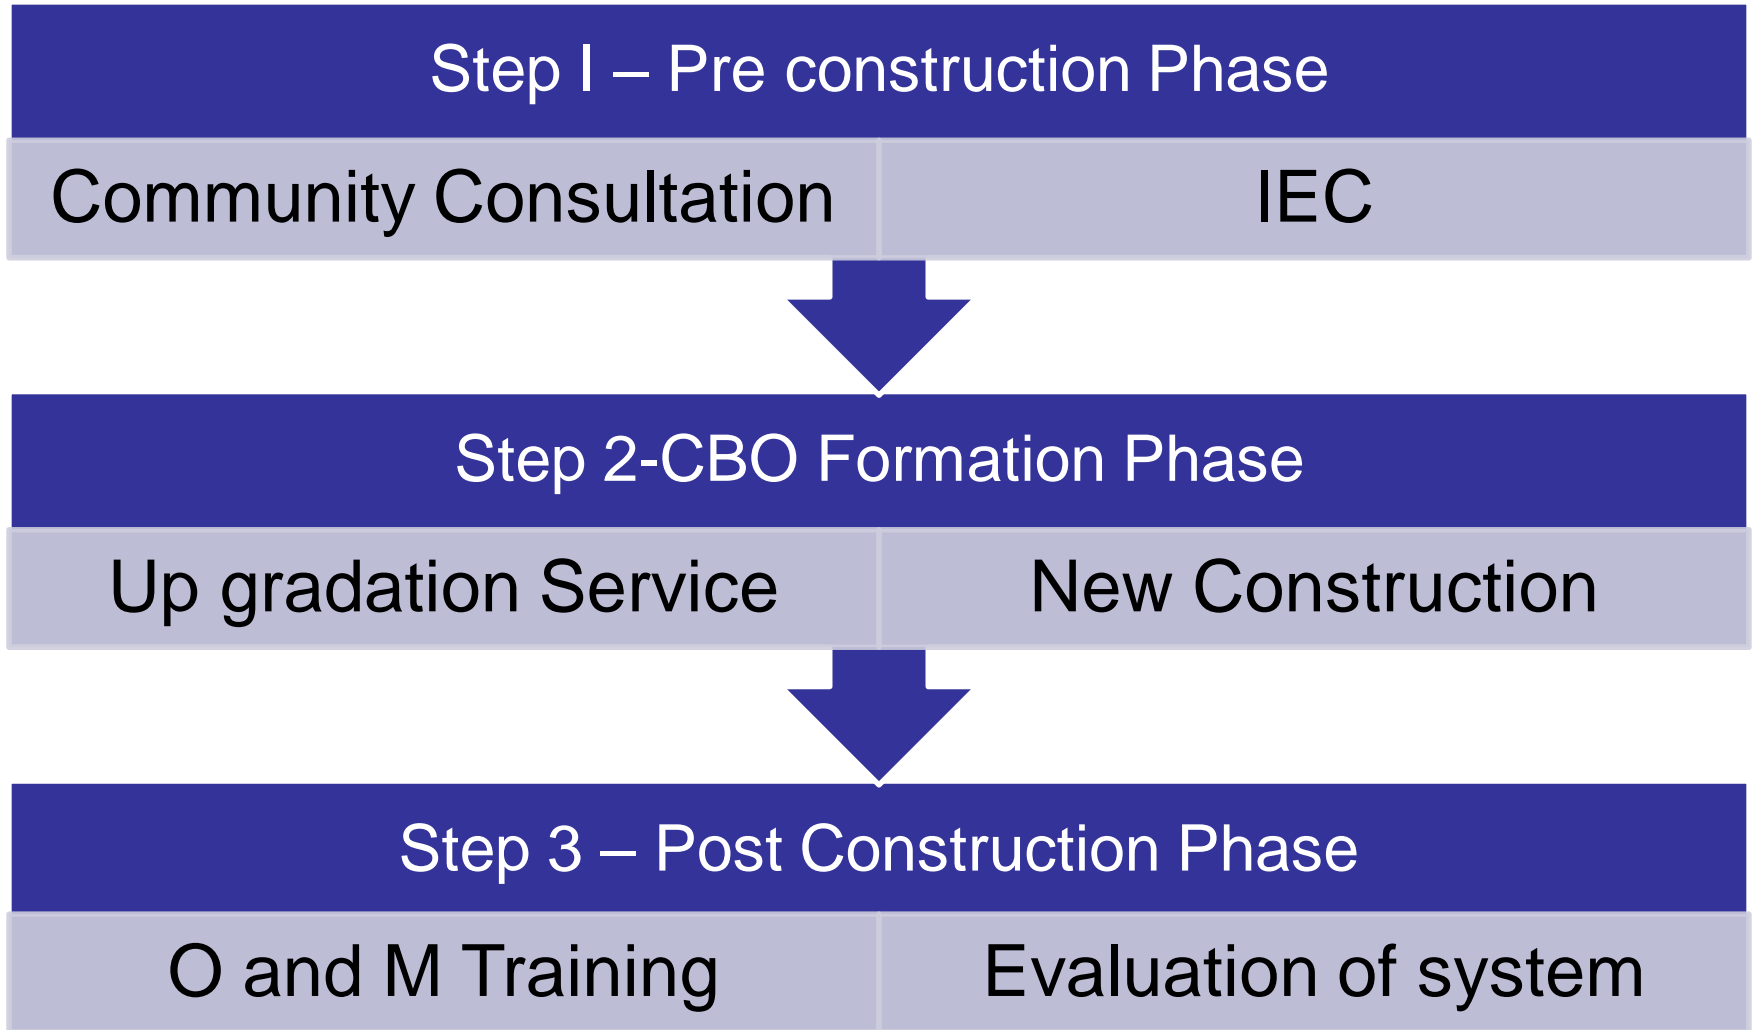 Step I – Pre construction Phase
Community Consultation
IEC
Step 2-CBO Formation Phase
Up gradation Service
New Construction
Step 3 – Post Construction Phase
O and M Training
Evaluation of system